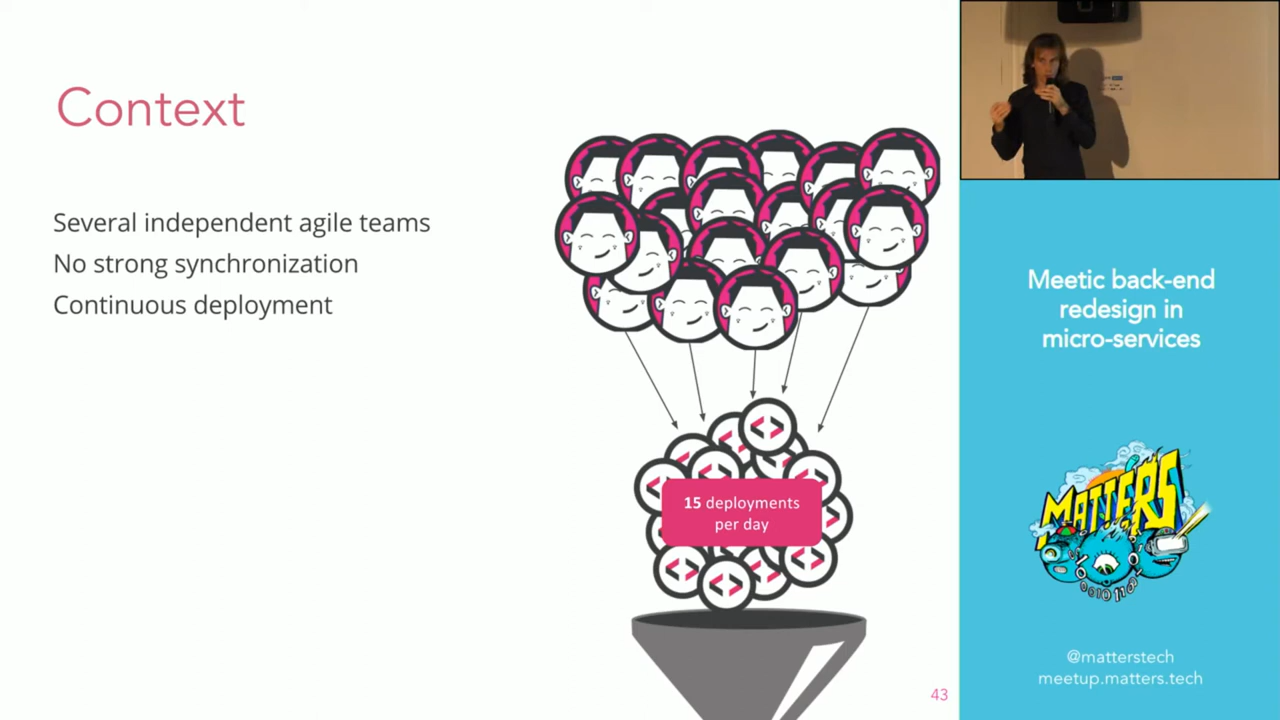 Context
Several independent agile teams
No strong synchronization
Continuous deployment
15 deployments
per day
43
Meetic back-end
redesign in
micro-services
MATTERS
@matterstech
meetup.matters.tech